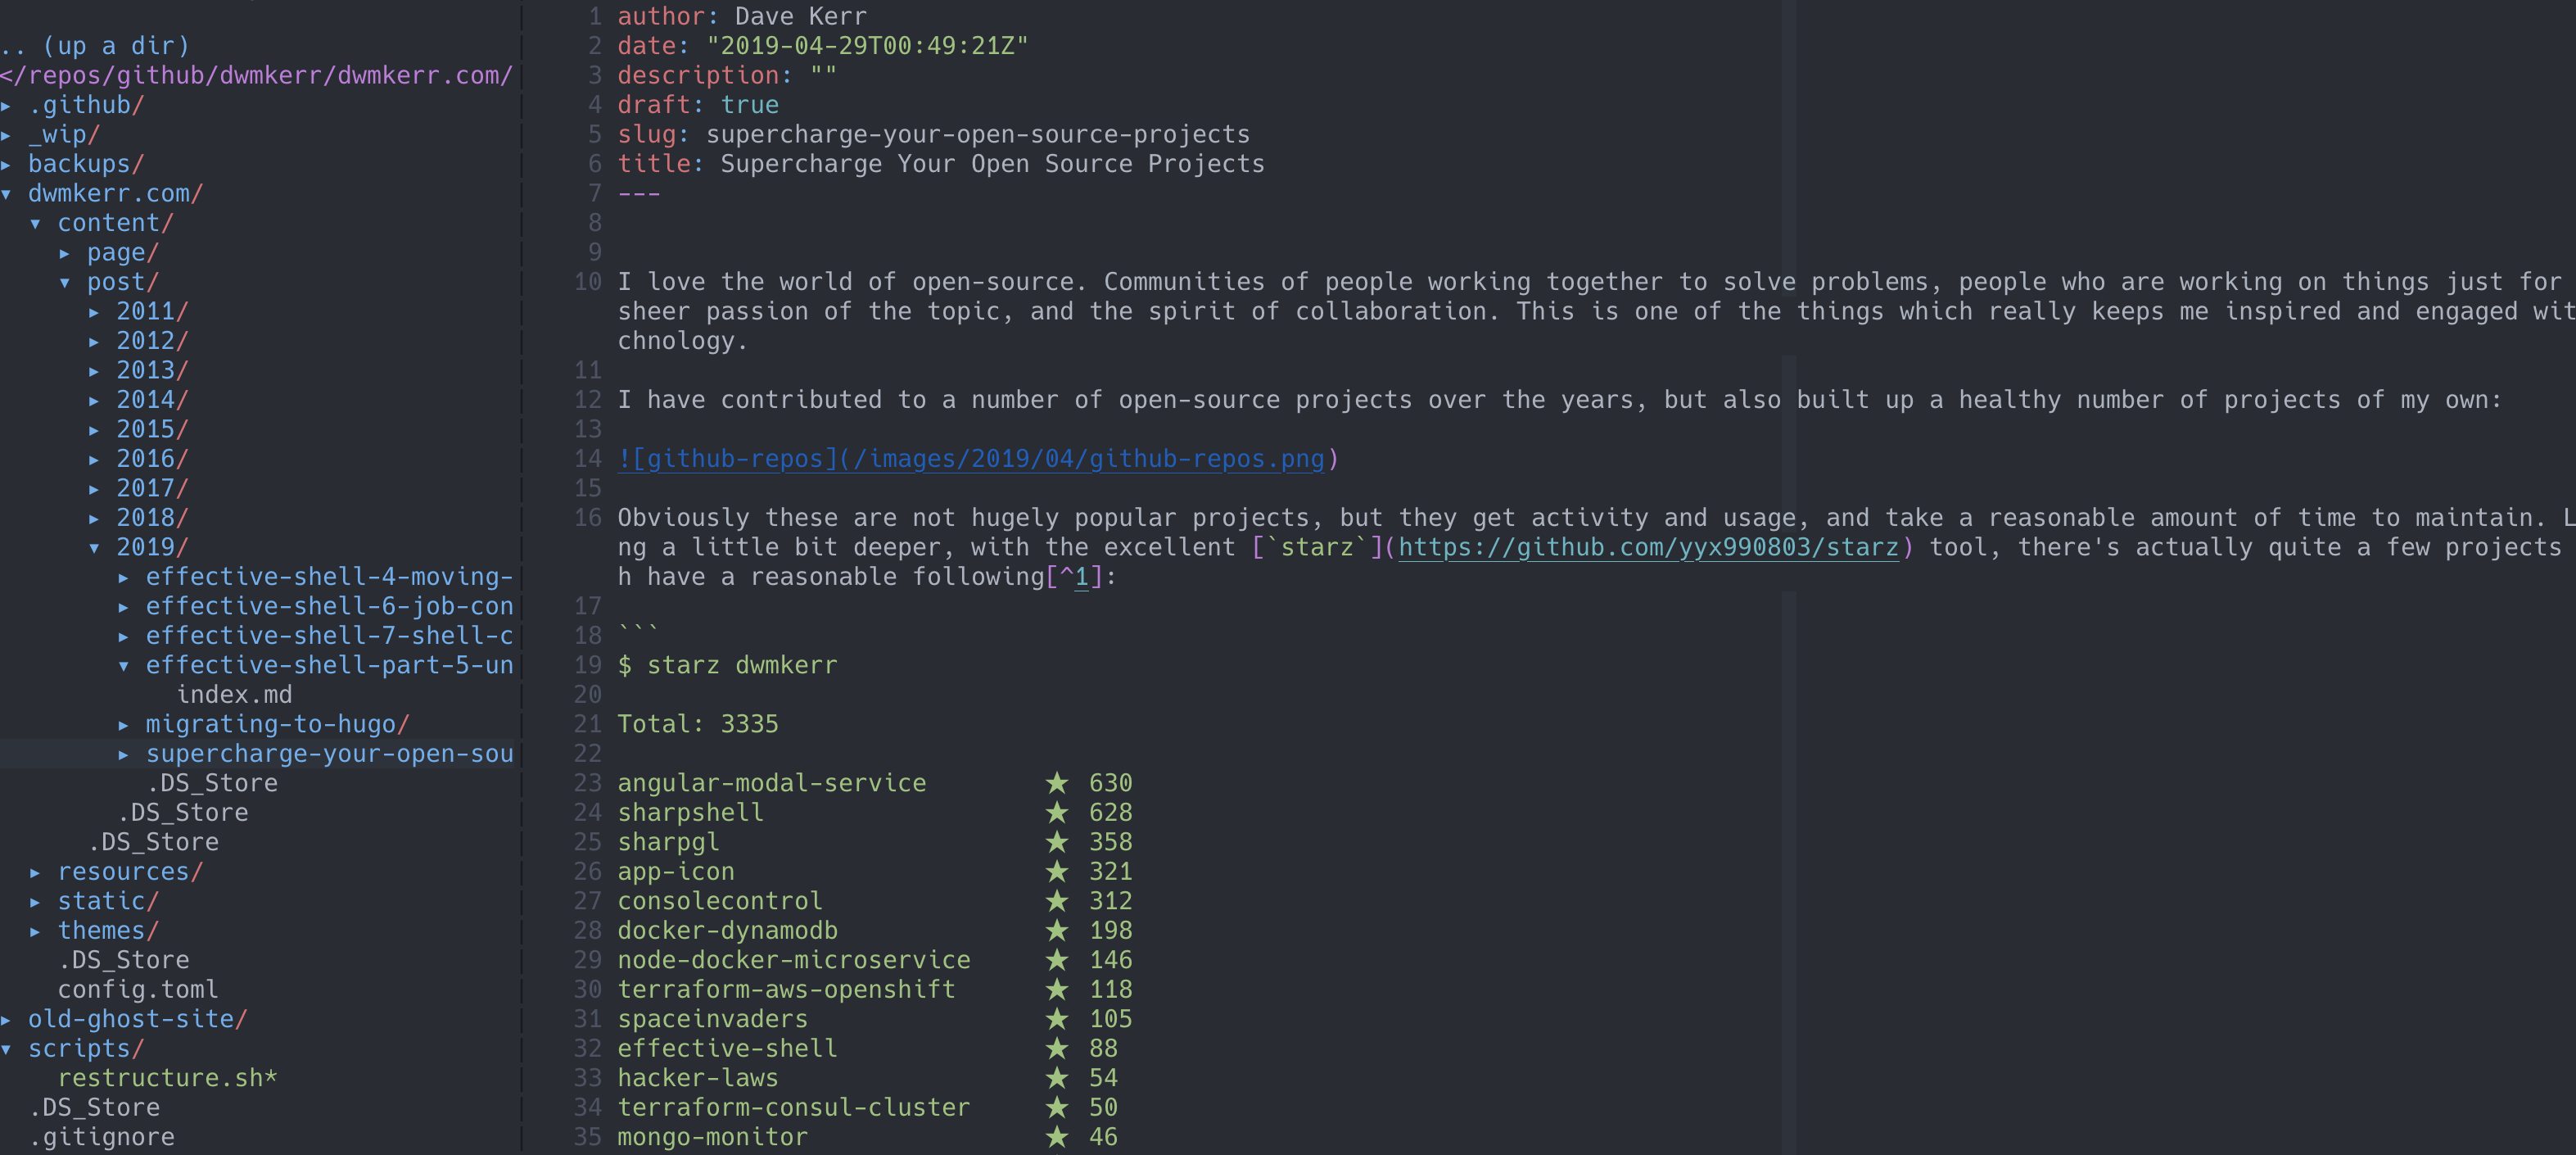 .. (up a dir)
</repos/github/dwmkerr/dwmkerr.com/
▸ .github/
▸ _wip/
▸ backups/
▾ dwmkerr.com/
▾ content/
▸ page/
▾ post/
▸ 2011/
▸ 2012/
▸ 2013/
▸ 2014/
▸ 2015/
▸ 2016/
▸ 2017/
▸ 2018/
▾ 2019/
▸ effective-shell-4-moving-
▸ effective-shell-6-job-con
▸ effective-shell-7-shell-c
▾ effective-shell-part-5-un
index.md
▸ migrating-to-hugo/
▸ supercharge-your-open-sou
.DS_Store
.DS_Store
.DS_Store
▸ resources/
▸ static/
▸ themes/
.DS_Store
config.toml
▸ old-ghost-site/
▾ scripts/
restructure.sh*
.DS_Store
.gitignore
1 author: Dave Kerr
2 date: "2019-04-29T00:49:21Z"
3 description: ""
4 draft: true
5 slug: supercharge-your-open-source-projects
6 title: Supercharge Your Open Source Projects
7 ---
8
9
10 I love the world of open-source. Communities of people working together to solve problems, people who are working on things just for
sheer passion of the topic, and the spirit of collaboration. This is one of the things which really keeps me inspired and engaged wit
chnology.
11
12 I have contributed to a number of open-source projects over the years, but also built up a healthy number of projects of my own:
13
14 ![github-repos](/images/2019/04/github-repos.png)
15
16 Obviously these are not hugely popular projects, but they get activity and usage, and take a reasonable amount of time to maintain. L
ng a little bit deeper, with the excellent [`starz`](https://github.com/yyx990803/starz) tool, there's actually quite a few projects
h have a reasonable following[^1]:
17
18 ```
19 $ starz dwmkerr
20
21 Total: 3335
22
23 angular-modal-service ★ 630
24 sharpshell ★ 628
25 sharpgl ★ 358
26 app-icon ★ 321
27 consolecontrol ★ 312
28 docker-dynamodb ★ 198
29 node-docker-microservice ★ 146
30 terraform-aws-openshift ★ 118
31 spaceinvaders ★ 105
32 effective-shell ★ 88
33 hacker-laws ★ 54
34 terraform-consul-cluster ★ 50
35 mongo-monitor ★ 46